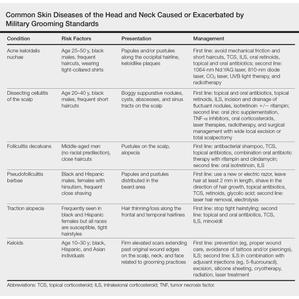 Common Skin Diseases of the Head and Neck Caused or Exacerbated by
Military Grooming Standards
Condition Risk Factors Presentation Management
Acne keloidalis
nuchae
Age 25–50 y, black
males, frequent
haircuts, wearing
tight-collared shirts
Papules and/or pustules
along the occipital hairline,
keloidlike plaques
First line: avoid mechanical friction and
short haircuts, TCS, ILS, oral retinoids,
topical and oral antibiotics; second line:
1064-nm Nd:YAG laser, 810-nm diode
laser, CO₂ laser, UVB light therapy, and
radiotherapy
Dissecting cellulitis
of the scalp
Age 20–40 y, black
males, frequent short
haircuts
Boggy suppurative nodules,
cysts, abscesses, and sinus
tracts on the scalp
First line: topical and oral antibiotics, topical
retinoids, ILS, incision and drainage of
fluctuant nodules, isotretinoin +/− rifampin;
second line: oral zinc supplementation,
TNF-α inhibitors, oral corticosteroids,
laser therapies, radiotherapy, and surgical
management with wide local excision or
total scalpectomy
Folliculitis decalvans
Middle-aged men
(no racial predilection),
close haircuts
Pustules on the scalp,
alopecia
First line: antibacterial shampoo, TCS,
topical antibiotics, combination oral antibiotic
therapy with rifampin and clindamycin;
second line: oral isotretinoin, ILS
Pseudofolliculitis
barbae
Black and Hispanic
males, females with
hirsutism, frequent
close shaving
Papules and pustules
distributed in the
beard area
First line: use a new or electric razor, leave
hair at least 2 mm in length, shave in the
direction of hair growth, topical antibiotics,
TCS, retinoids, glycolic acid; second line:
laser hair removal, electrolysis
Traction alopecia
Frequently seen in
black and Hispanic
females but all races
are susceptible, tight
hairstyles
Hair thinning/loss along the
frontal and temporal hairlines
First line: stop tight hairstyling; second
line: topical and oral antibiotics, TCS,
ILS, minoxidil
Keloids
Age 10–30 y; black,
Hispanic, and Asian
individuals
Firm elevated scars extending
past original wound edges
on the scalp, neck, and face
related to grooming practices
First line: prevention (eg, proper wound
care, avoidance of tattoos and/or piercings),
ILS; second line: ILS in combination with
adjuvant injections (eg, 5-fluorouracil),
excision, silicone sheeting, cryotherapy,
radiation, laser treatment
Abbreviations: TCS, topical corticosteroid; ILS, intralesional corticosteroid; TNF, tumor necrosis factor.